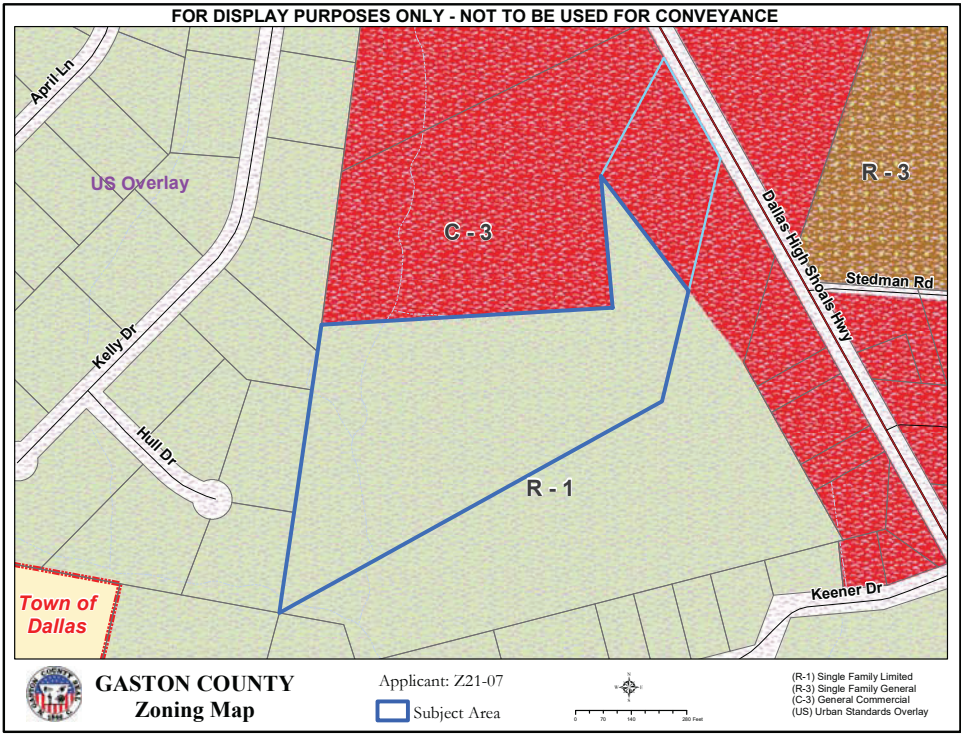 FOR DISPLAY PURPOSES ONLY - NOT TO BE USED FOR CONVEYANCE
April Ln
US Overlay
R - 3
C - 3
Dallas High Shoals Hwy
Stedman Rd
Kelly Dr
Hull Dr
R - 1
Keener Dr
Town of
Dallas
GASTON COUNTY
Zoning Map
Applicant: Z21-07
Subject Area
0 70 140 280 Feet
(R-1) Single Family Limited
(R-3) Single Family General
(C-3) General Commercial
(US) Urban Standards Overlay